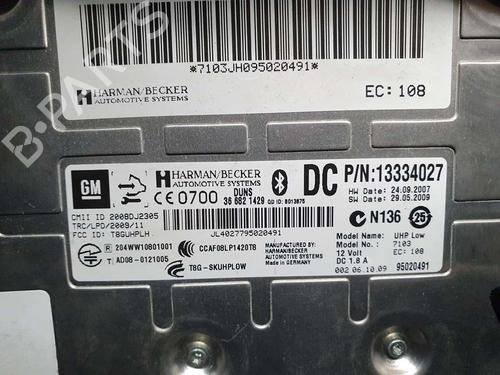 *7103JH095020491*
HARMAN/BECKER
AUTOMOTIVE SYSTEMS
EC: 108
B-PARTS
GM
HARMAN/BECKER
AUTOMOTIVE SYSTEMS
DC P/N:13334027
CE0700
DUNS
36 682 1429
QD ID: B013875
HW Date: 24.09.2007
SW Date: 29.05.2009
CMII ID 2008DJ2305
TRC/LPD/2009/11
FCC ID: T8GUHPLH
JL4027795020491
N136
25
R 204WW10801001
T AD08-0121005
CCAF08LP1420T8
T8G-SKUHPLOW
MANUFACTURED BY:
HARMAN/BECKER
AUTOMOTIVE SYSTEMS
Made in Germany
Model Name: UHP Low
Model No: 7103
12 Volt EC: 108
DC 1.8 A
002 06.10.09 95020491